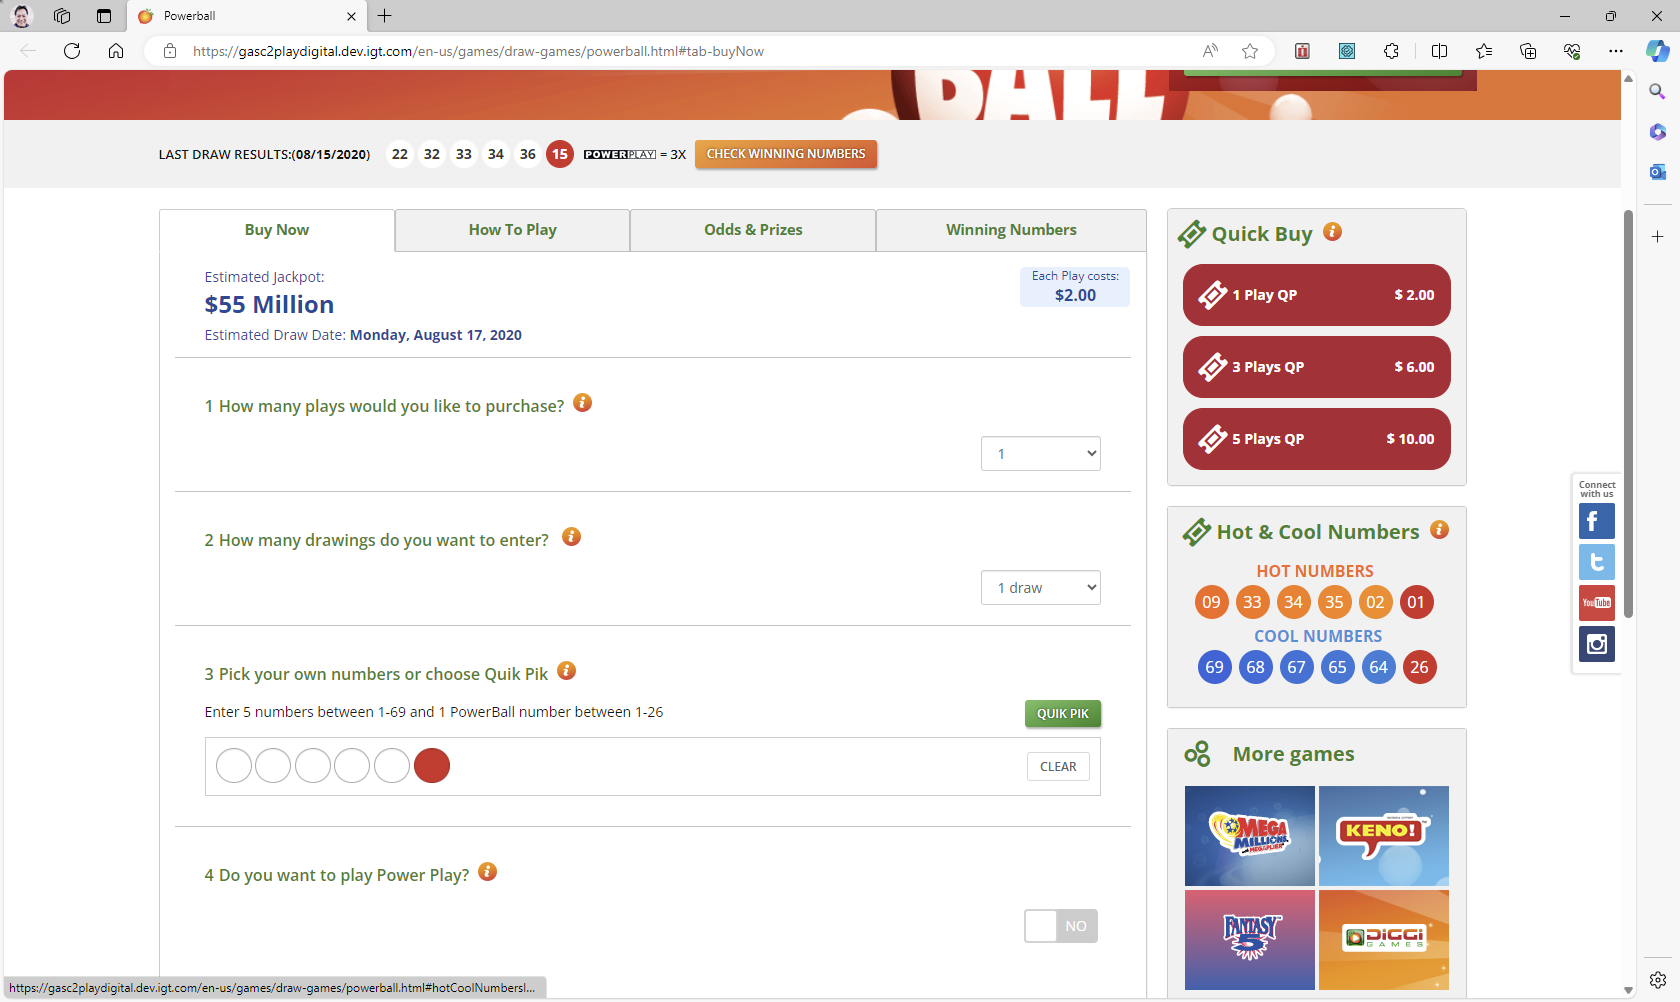 Powerball
https://gasc2playdigital.dev.igt.com/en-us/games/draw-games/powerball.html#tab-buyNow
BALL
LAST DRAW RESULTS:(08/15/2020) 22 32 33 34 36 15 POWERPLAY = 3X CHECK WINNING NUMBERS
Buy Now How To Play Odds & Prizes Winning Numbers
Estimated Jackpot:
$55 Million
Estimated Draw Date: Monday, August 17, 2020
Each Play costs:
$2.00
1 How many plays would you like to purchase?
1
2 How many drawings do you want to enter?
1 draw
3 Pick your own numbers or choose Quik Pik
Enter 5 numbers between 1-69 and 1 PowerBall number between 1-26
QUIK PIK
CLEAR
4 Do you want to play Power Play?
NO
Quick Buy
1 Play QP $ 2.00
3 Plays QP $ 6.00
5 Plays QP $ 10.00
Hot & Cool Numbers
HOT NUMBERS
09 33 34 35 02 01
COOL NUMBERS
69 68 67 65 64 26
More games
MEGA
MILLIONS
MEGAPLIER
KENO!
FANTASY
5
DIGGI
GAMES
Connect
with us
YouTube
https://gasc2playdigital.dev.igt.com/en-us/games/draw-games/powerball.html#hotCoolNumbersI...